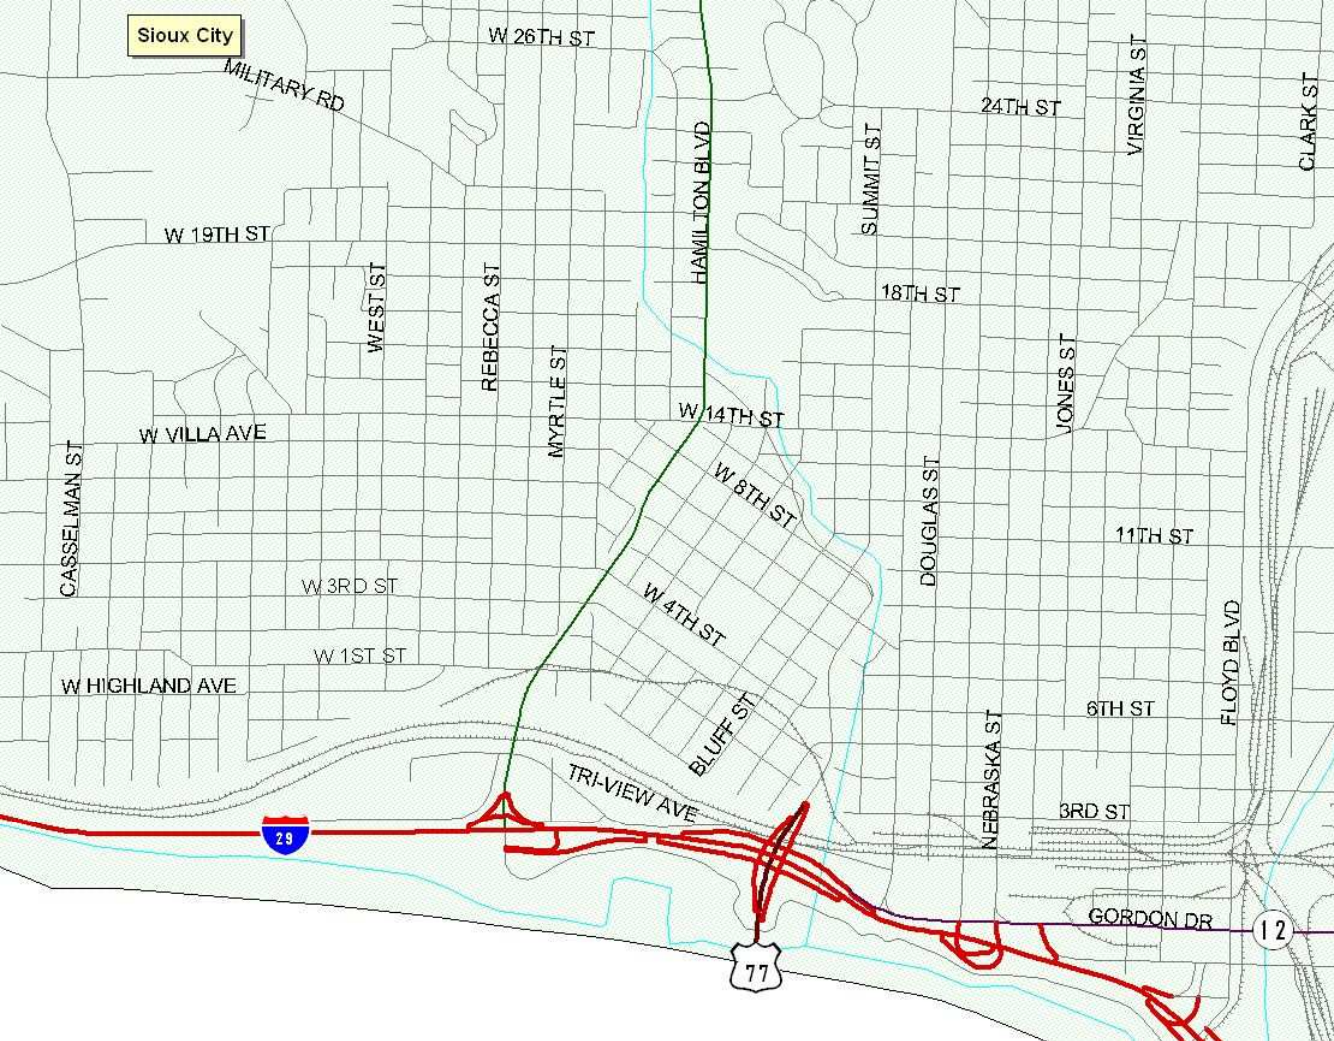 Sioux City
W 26TH ST
MILITARY RD
24TH ST
VIRGINIA ST
CLARK ST
HAMILTON BLVD
SUMMIT ST
W 19TH ST
WEST ST
REBECCA ST
18TH ST
MYRTLE ST
JONES ST
W 14TH ST
W VILLA AVE
CASSELMAN ST
W 8TH ST
DOUGLAS ST
11TH ST
W 3RD ST
W 4TH ST
FLOYD BLVD
W 1ST ST
W HIGHLAND AVE
BLUFF ST
6TH ST
NEBRASKA ST
TRI-VIEW AVE
3RD ST
29
GORDON DR
12
77